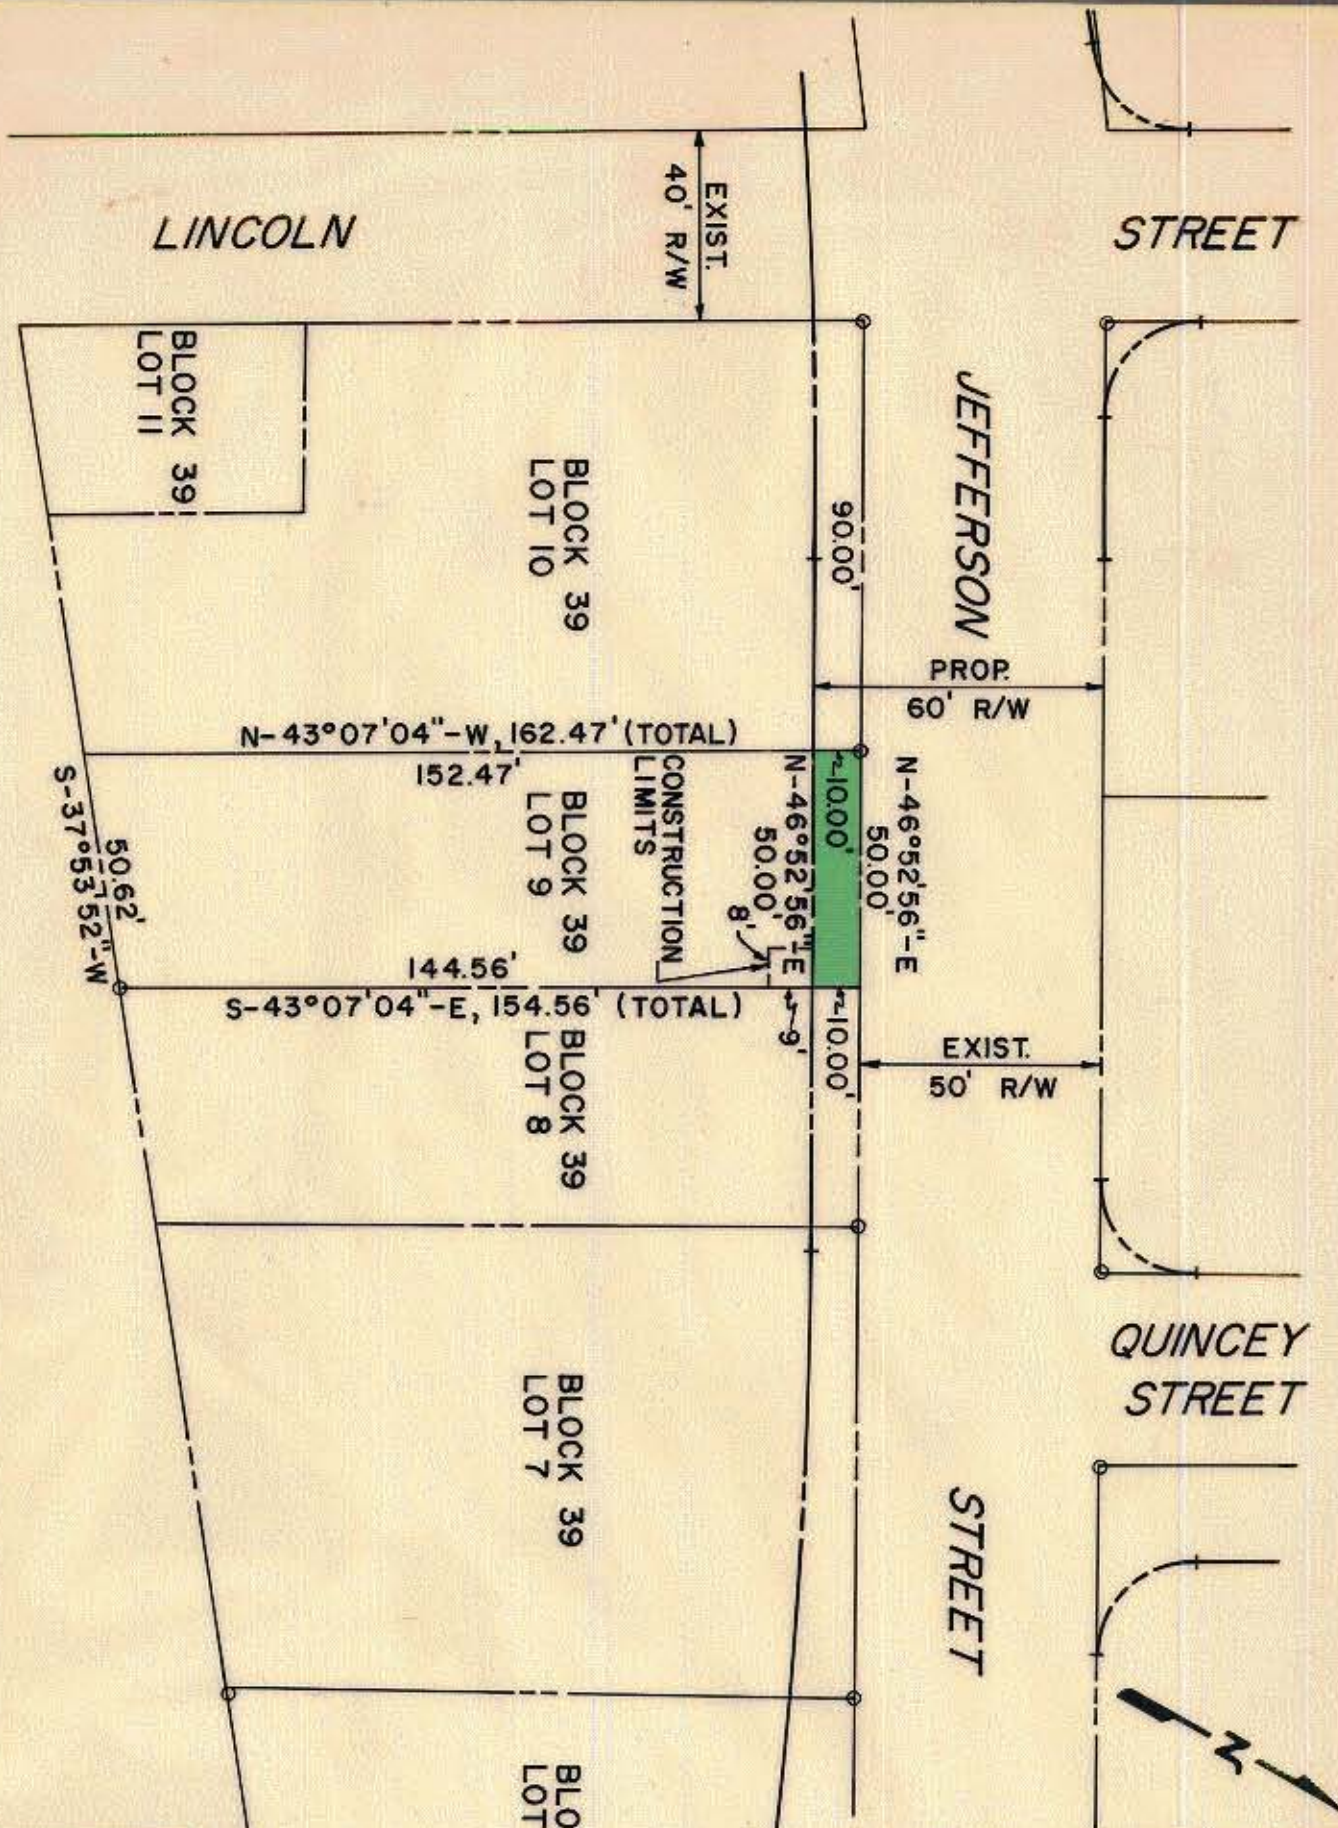 LINCOLN
STREET
EXIST.
40' R/W
BLOCK 39
LOT 11
BLOCK 39
LOT 10
90.00'
JEFFERSON
PROP.
60' R/W
N-43°07'04"-W, 162.47' (TOTAL)
152.47'
CONSTRUCTION
LIMITS
BLOCK 39
LOT 9
N-46°52'56"-E
50.00'
~10.00'
N-46°52'56"-E
50.00'
8'
50.62'
S-37°53'52"-W
144.56'
S-43°07'04"-E, 154.56' (TOTAL)
9'
~10.00'
EXIST.
50' R/W
BLOCK 39
LOT 8
QUINCEY
STREET
BLOCK 39
LOT 7
STREET
N
BLO
LOT